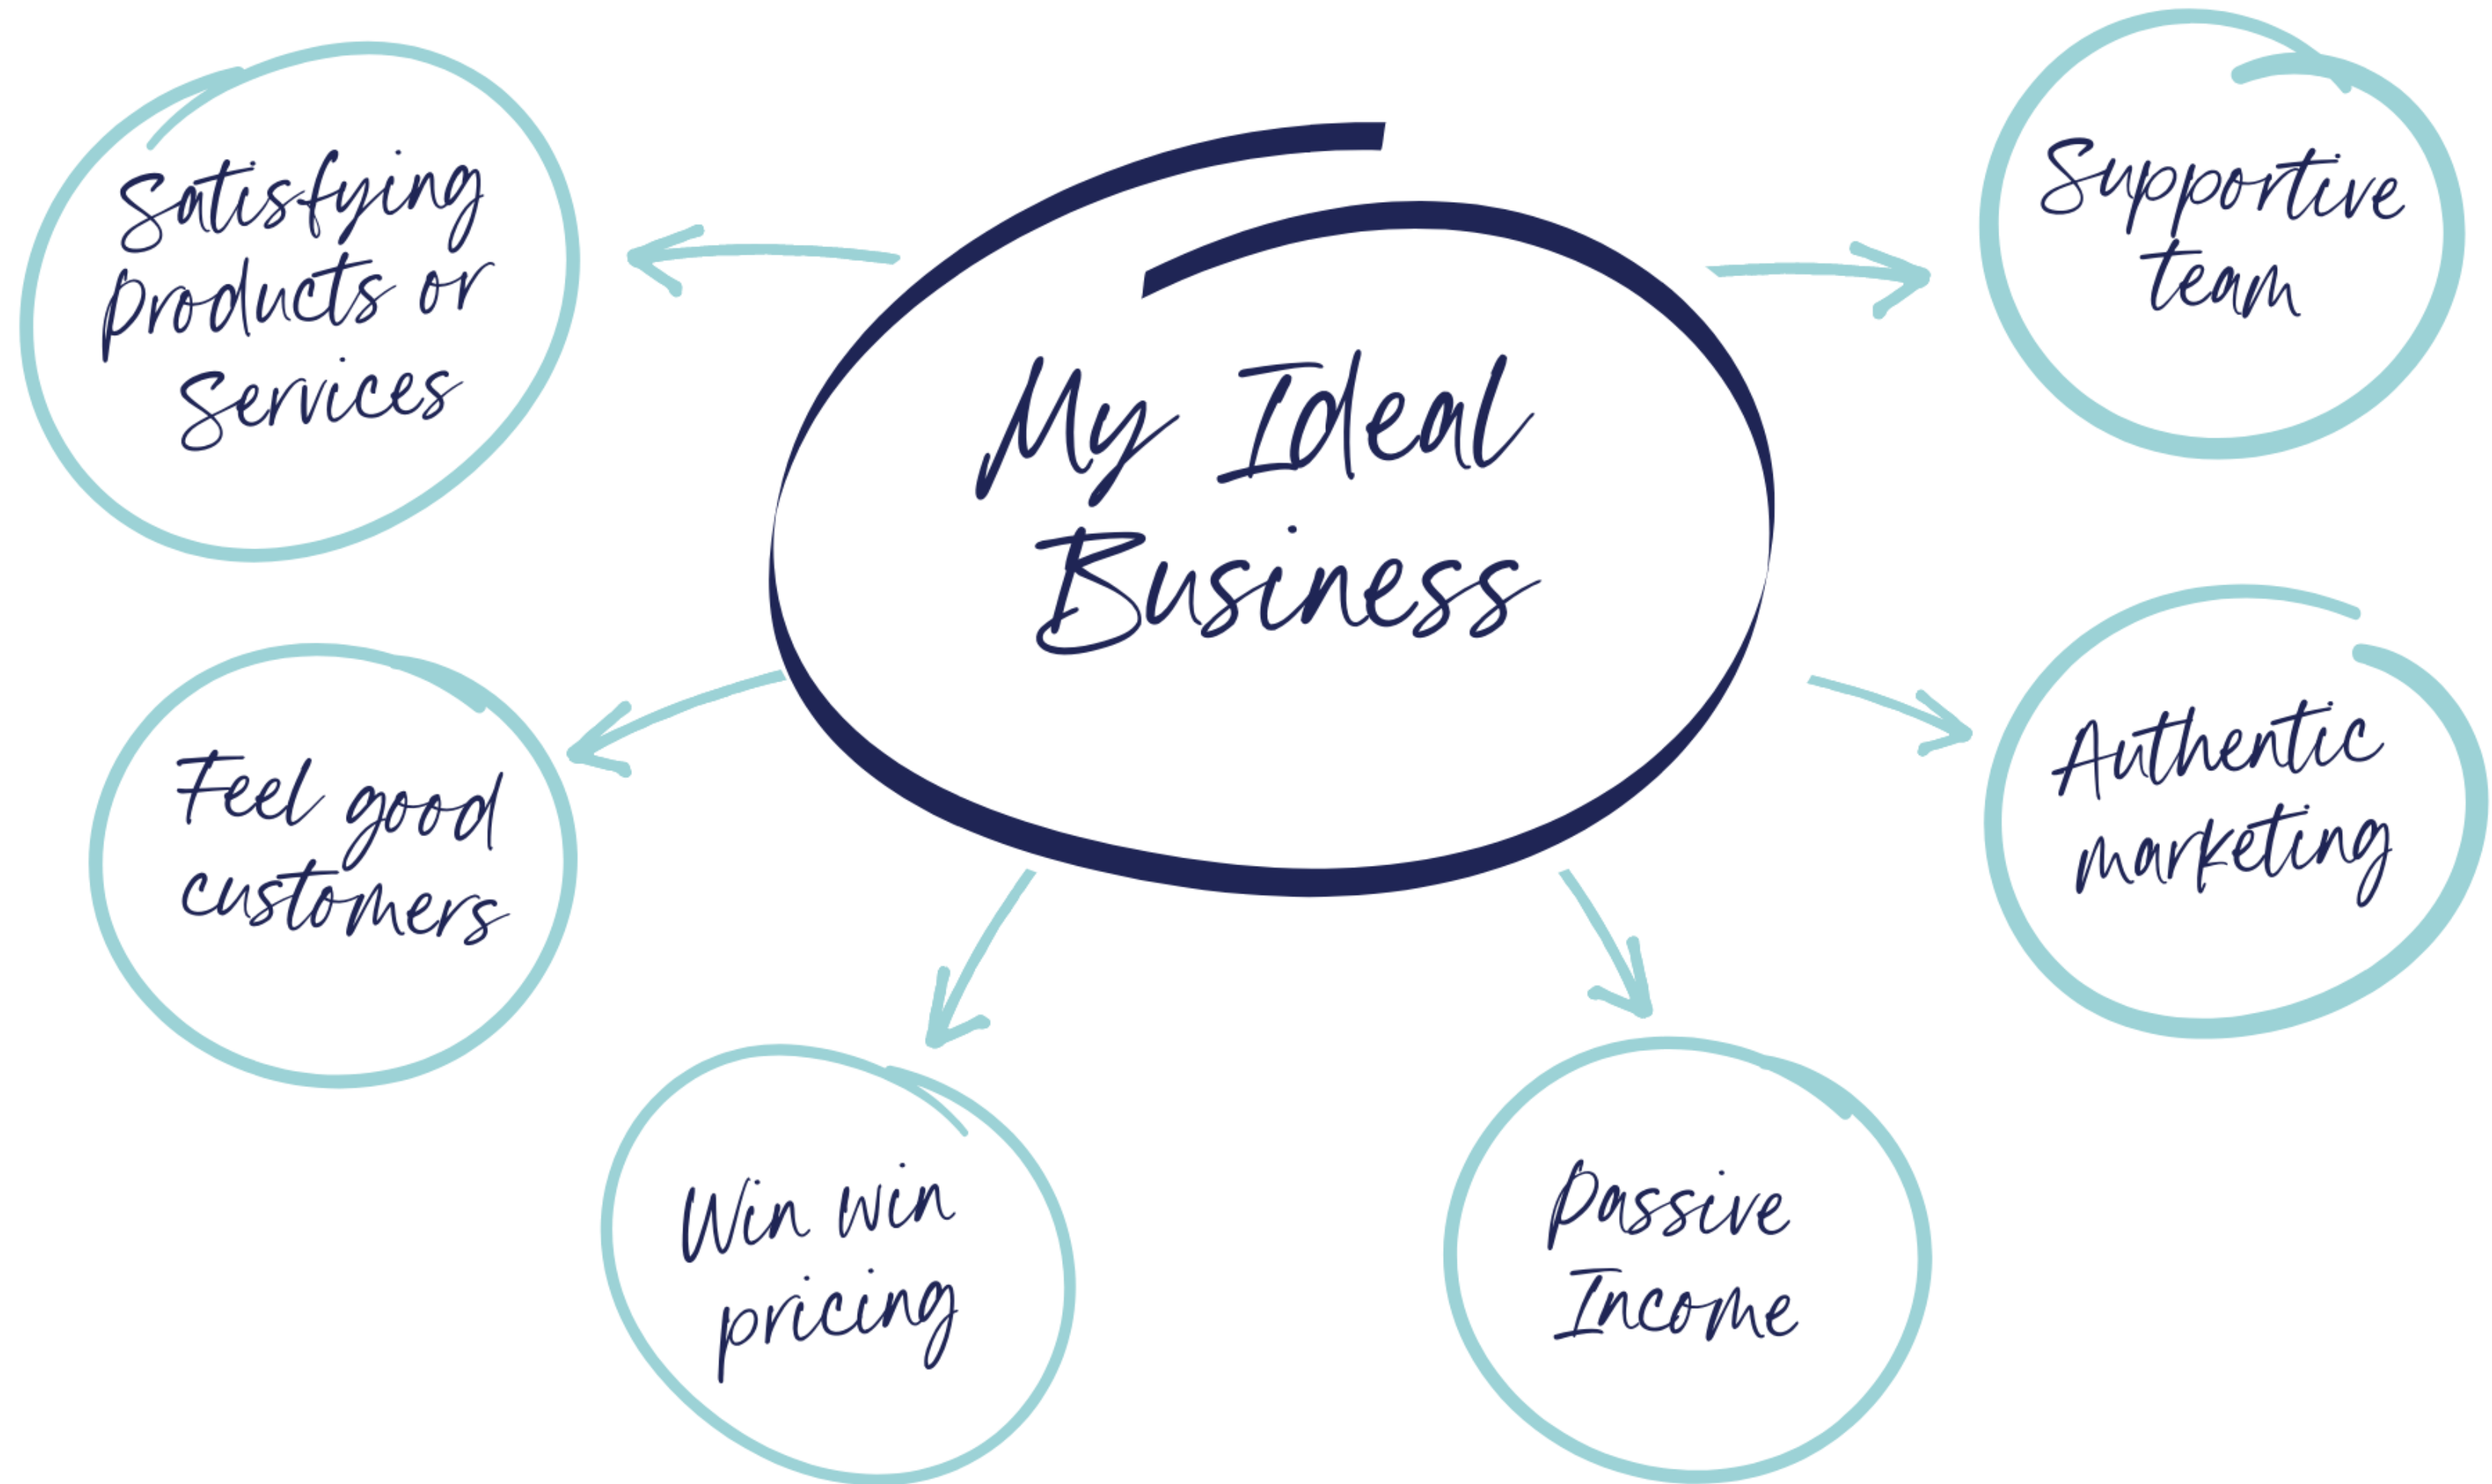 Satisfying
products or
Services
Supportive
team
My Ideal
Business
Feel good
customers
Authentic
marketing
Win win
pricing
Passive
Income